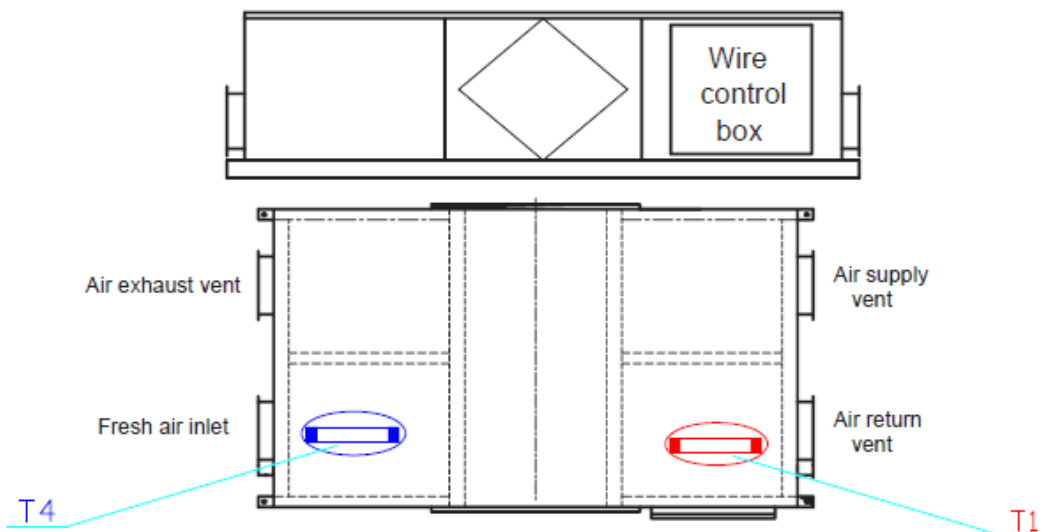 Wire
control
box
Air exhaust vent
Air supply
vent
Fresh air inlet
Air return
vent
T4
T1